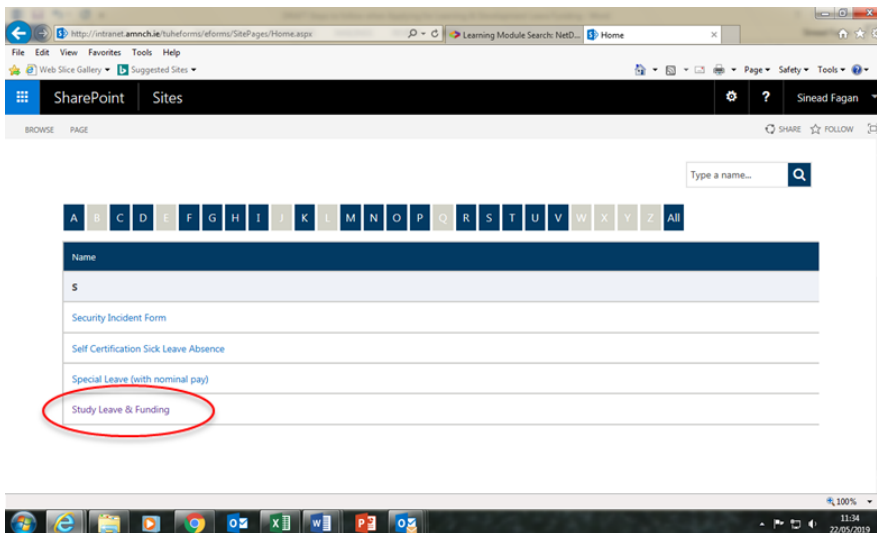 http://intranet.amnch.ie/tuheforms/eforms/SitePages/Home.aspx
Learning Module Search: NetD...
Home
File Edit View Favorites Tools Help
Web Slice Gallery Suggested Sites Page Safety Tools
SharePoint Sites ? Sinead Fagan
BROWSE PAGE SHARE FOLLOW
Type a name...
A B C D E F G H I J K L M N O P Q R S T U V W X Y Z All
Name
S
Security Incident Form
Self Certification Sick Leave Absence
Special Leave (with nominal pay)
Study Leave & Funding
100%
11:34
22/05/2019